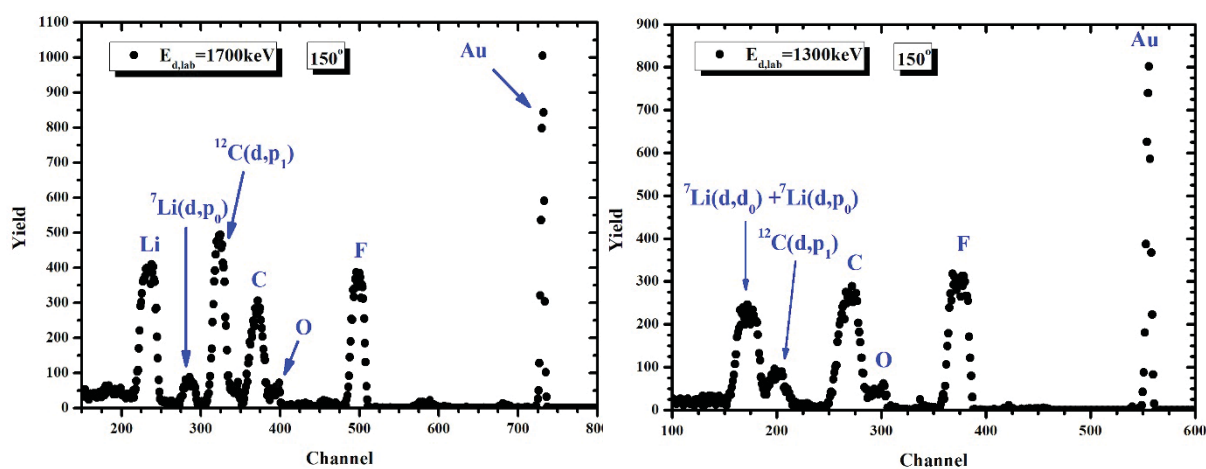 1100
1000
900
800
700
600
500
400
300
200
100
0
Yield
E_d,lab=1700keV
150°
Au
¹²C(d,p₁)
⁷Li(d,p₀)
Li
C
O
F
200 300 400 500 600 700 800
Channel
900
800
700
600
500
400
300
200
100
0
Yield
E_d,lab=1300keV
150°
Au
⁷Li(d,d₀) +⁷Li(d,p₀)
¹²C(d,p₁)
C
O
F
100 200 300 400 500 600
Channel